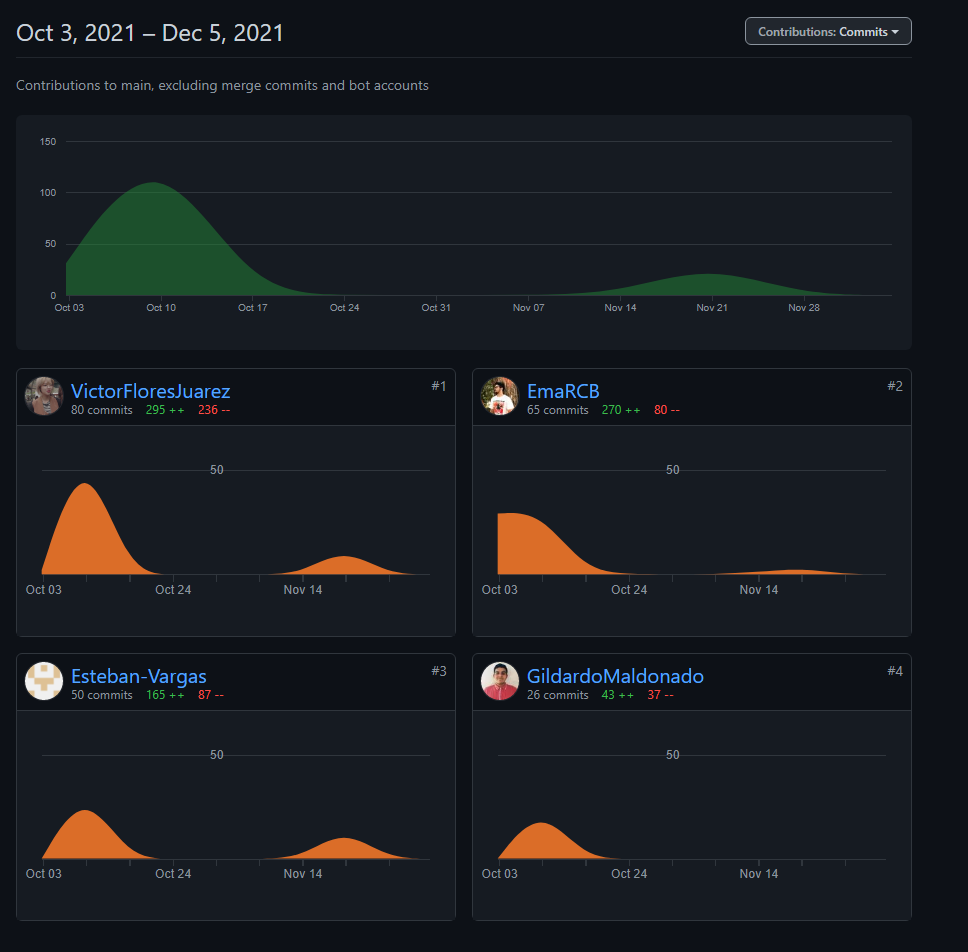 Oct 3, 2021 – Dec 5, 2021
Contributions: Commits
Contributions to main, excluding merge commits and bot accounts
150
100
50
0
Oct 03 Oct 10 Oct 17 Oct 24 Oct 31 Nov 07 Nov 14 Nov 21 Nov 28
VictorFloresJuarez #1
80 commits 295 ++ 236 --
50
Oct 03 Oct 24 Nov 14
EmaRCB #2
65 commits 270 ++ 80 --
50
Oct 03 Oct 24 Nov 14
Esteban-Vargas #3
50 commits 165 ++ 87 --
50
Oct 03 Oct 24 Nov 14
GildardoMaldonado #4
26 commits 43 ++ 37 --
50
Oct 03 Oct 24 Nov 14